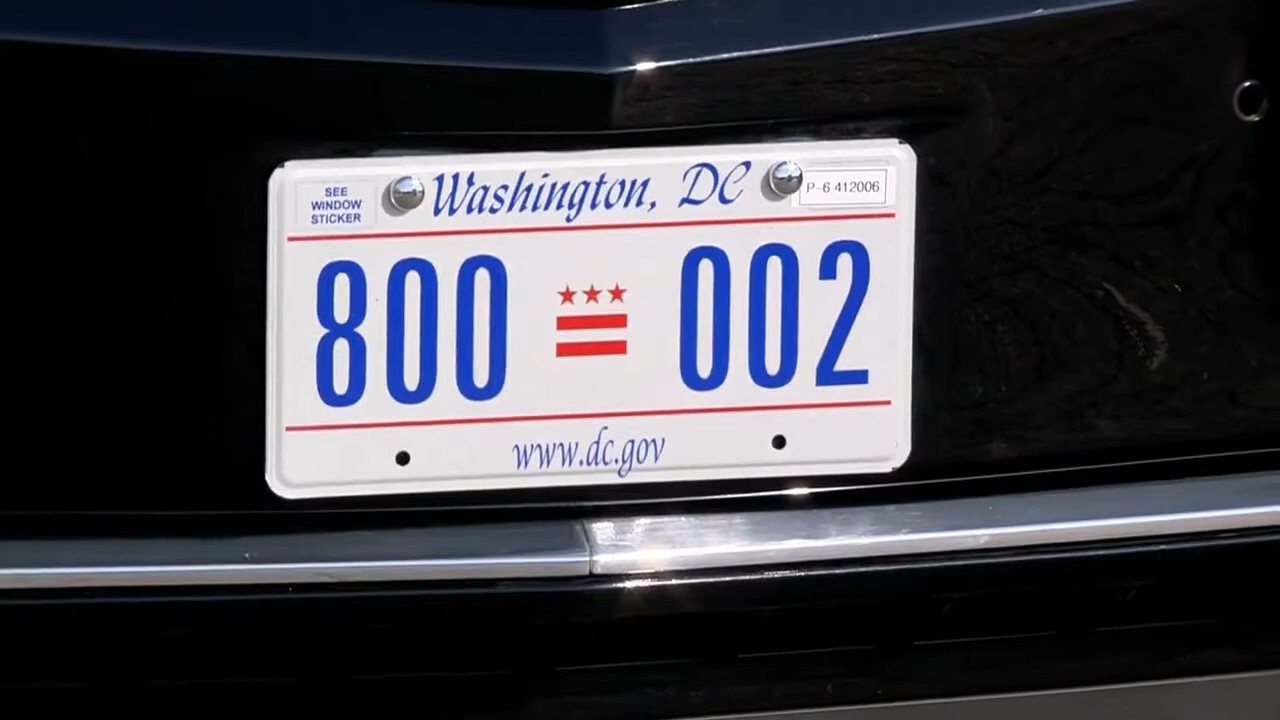 SEE
WINDOW
STICKER
Washington, DC
P-6 412006
800 002
www.dc.gov